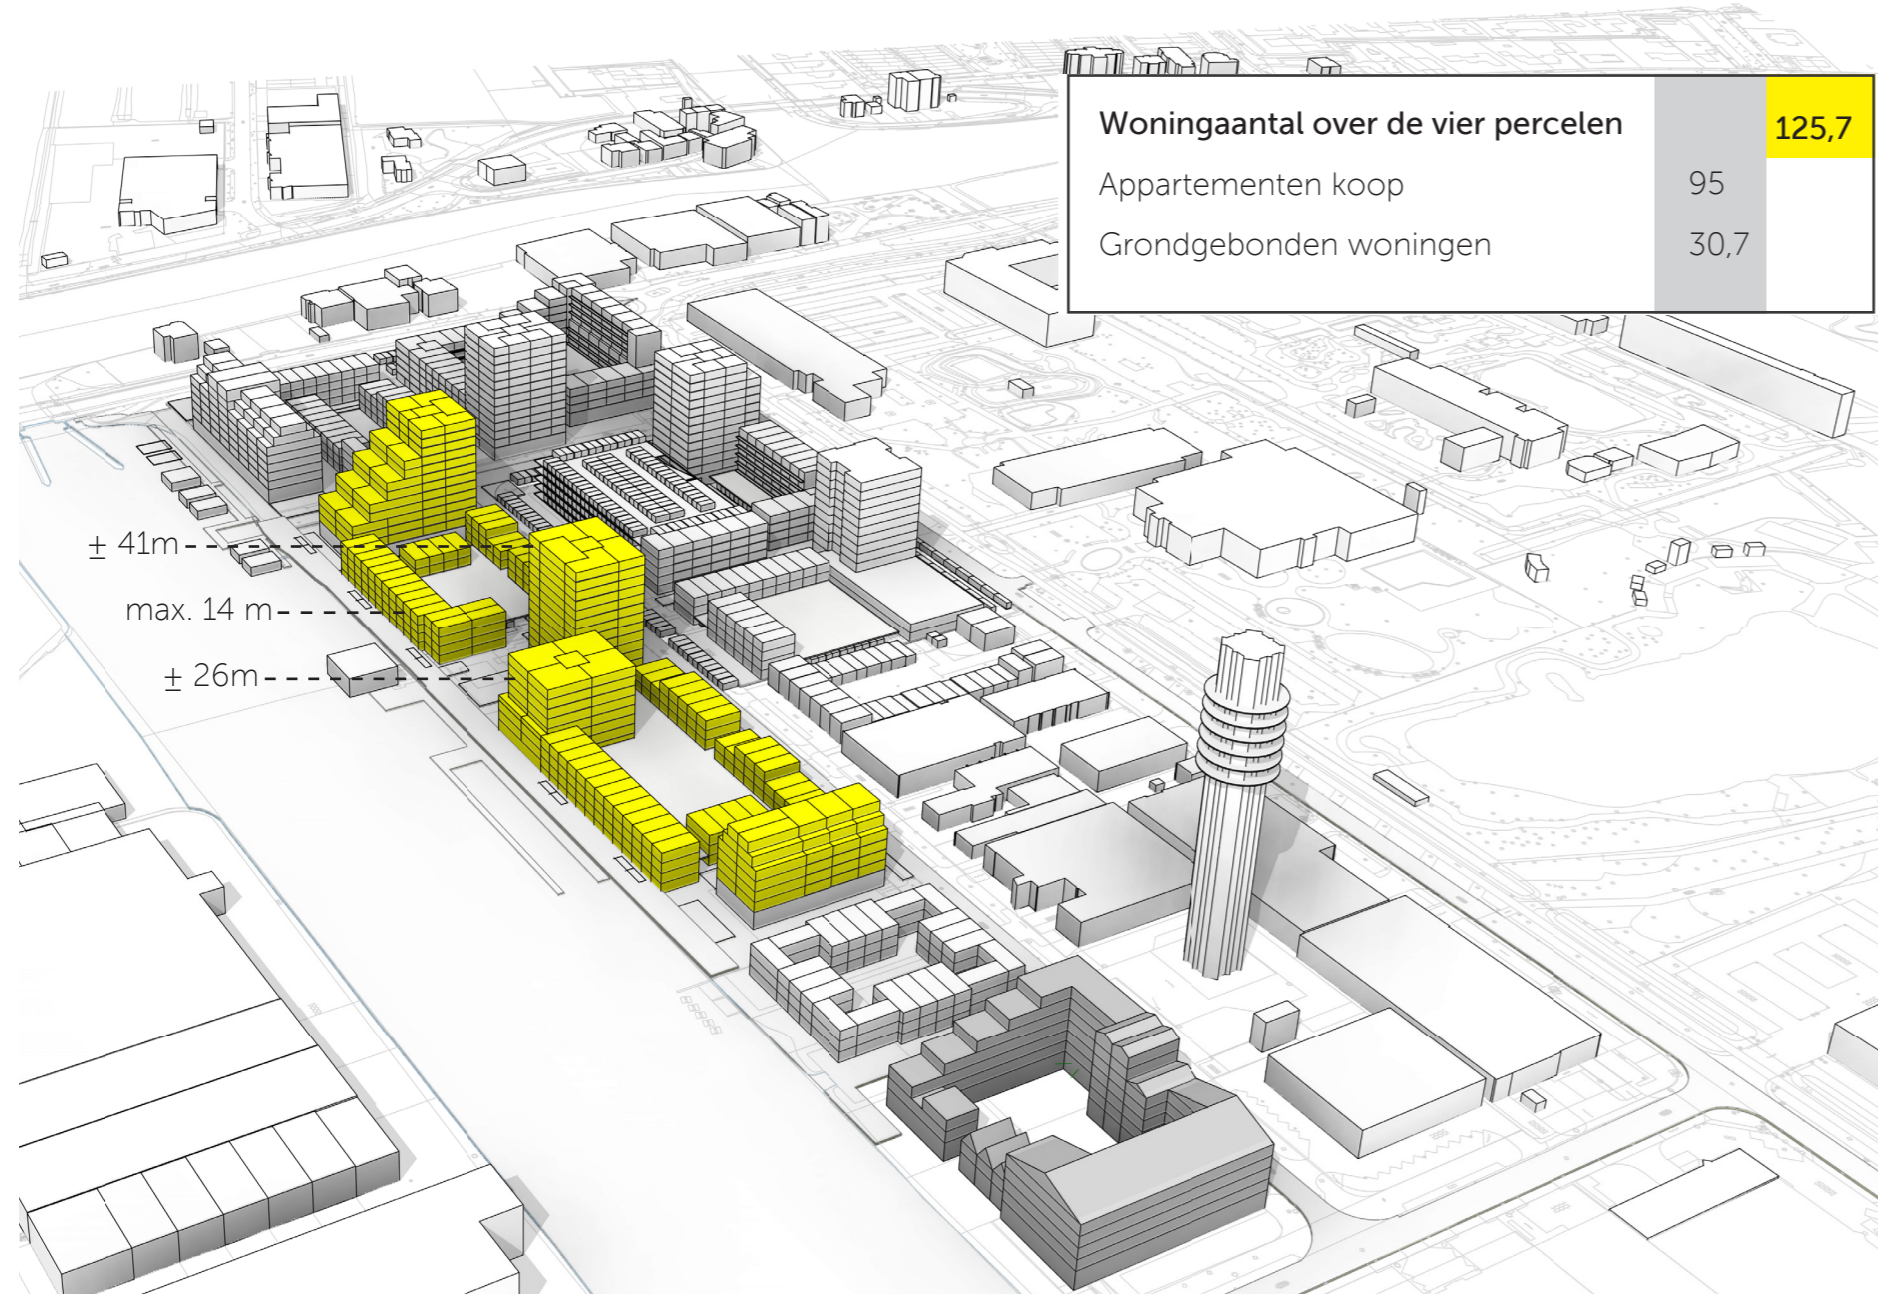 Woningaantal over de vier percelen 125,7
Appartementen koop 95
Grondgebonden woningen 30,7
± 41m
max. 14 m
± 26m